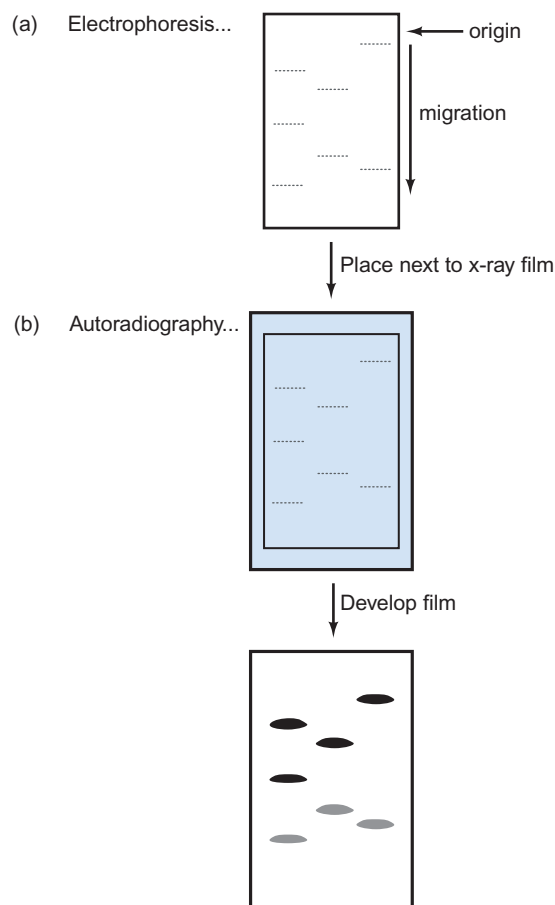 (a) Electrophoresis...
origin
migration
Place next to x-ray film
(b) Autoradiography...
Develop film